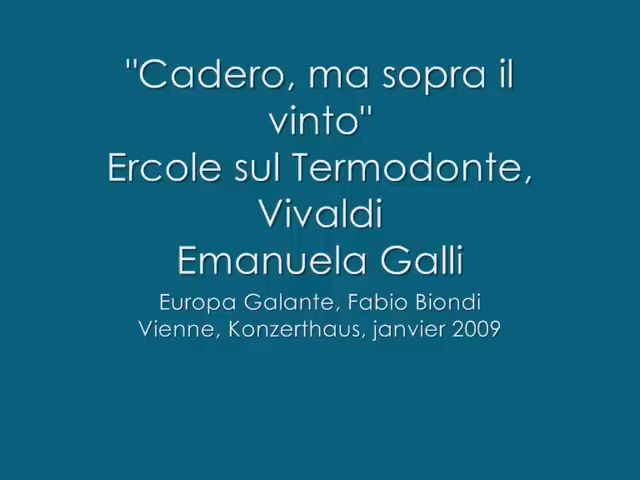 "Cadero, ma sopra il
vinto"
Ercole sul Termodonte,
Vivaldi
Emanuela Galli
Europa Galante, Fabio Biondi
Vienne, Konzerthaus, janvier 2009